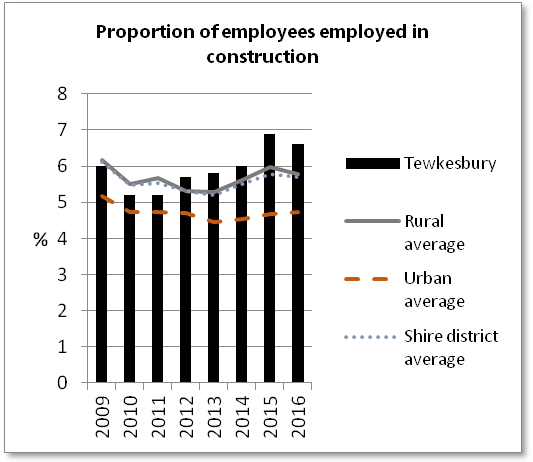 Proportion of employees employed in
construction
8
7
6
5
4
3
2
1
0
%
2009
2010
2011
2012
2013
2014
2015
2016
Tewkesbury
Rural
average
Urban
average
Shire district
average